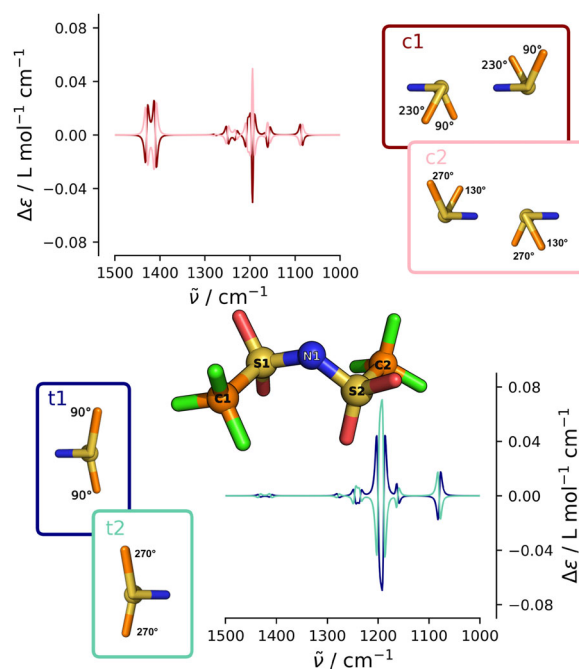 0.08
0.04
0.00
−0.04
−0.08
Δε / L mol⁻¹ cm⁻¹
1500 1400 1300 1200 1100 1000
ν̃ / cm⁻¹
c1
230°
90°
230°
90°
c2
270°
130°
270°
130°
S1
N1
C2
C1
S2
t1
90°
90°
t2
270°
270°
0.08
0.04
0.00
−0.04
−0.08
Δε / L mol⁻¹ cm⁻¹
1500 1400 1300 1200 1100 1000
ν̃ / cm⁻¹